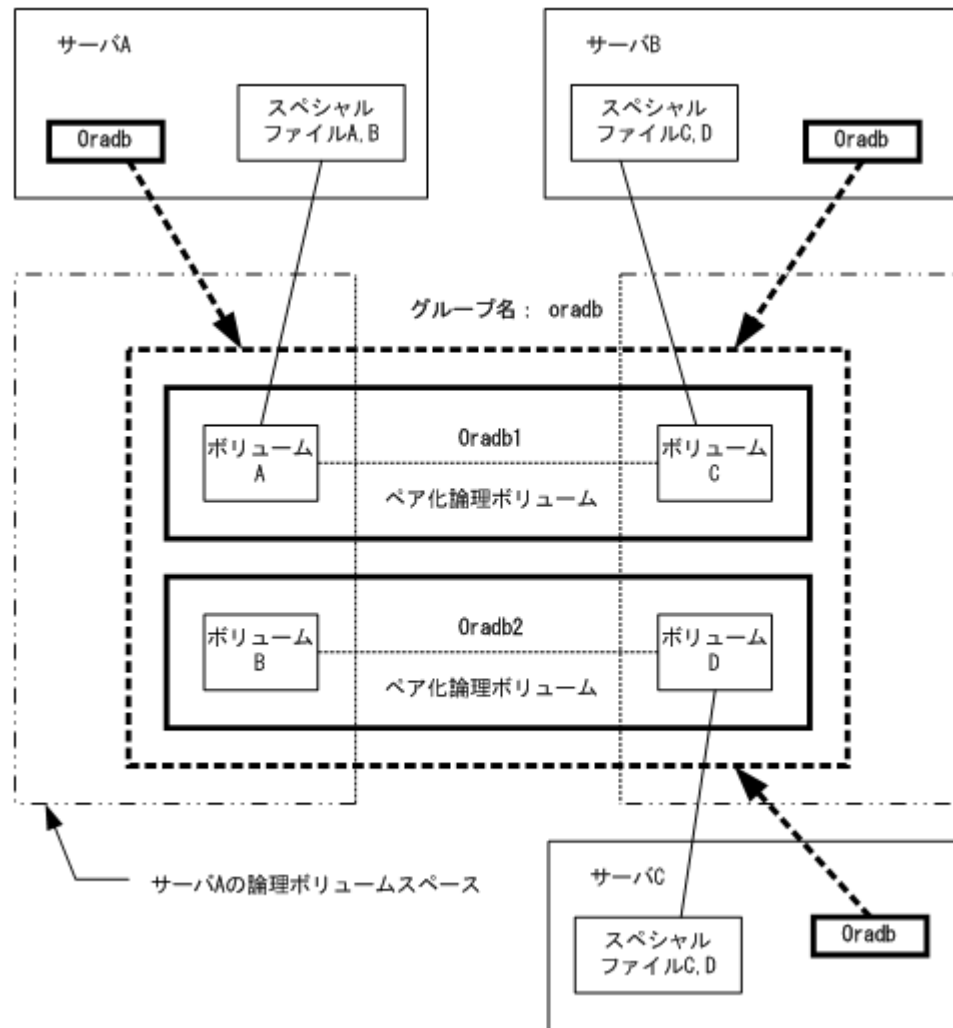 サーバA
スペシャル
ファイルA,B
Oradb
サーバB
スペシャル
ファイルC,D
Oradb
グループ名： oradb
ボリューム
A
Oradb1
ペア化論理ボリューム
ボリューム
C
ボリューム
B
Oradb2
ペア化論理ボリューム
ボリューム
D
サーバAの論理ボリュームスペース
サーバC
スペシャル
ファイルC,D
Oradb